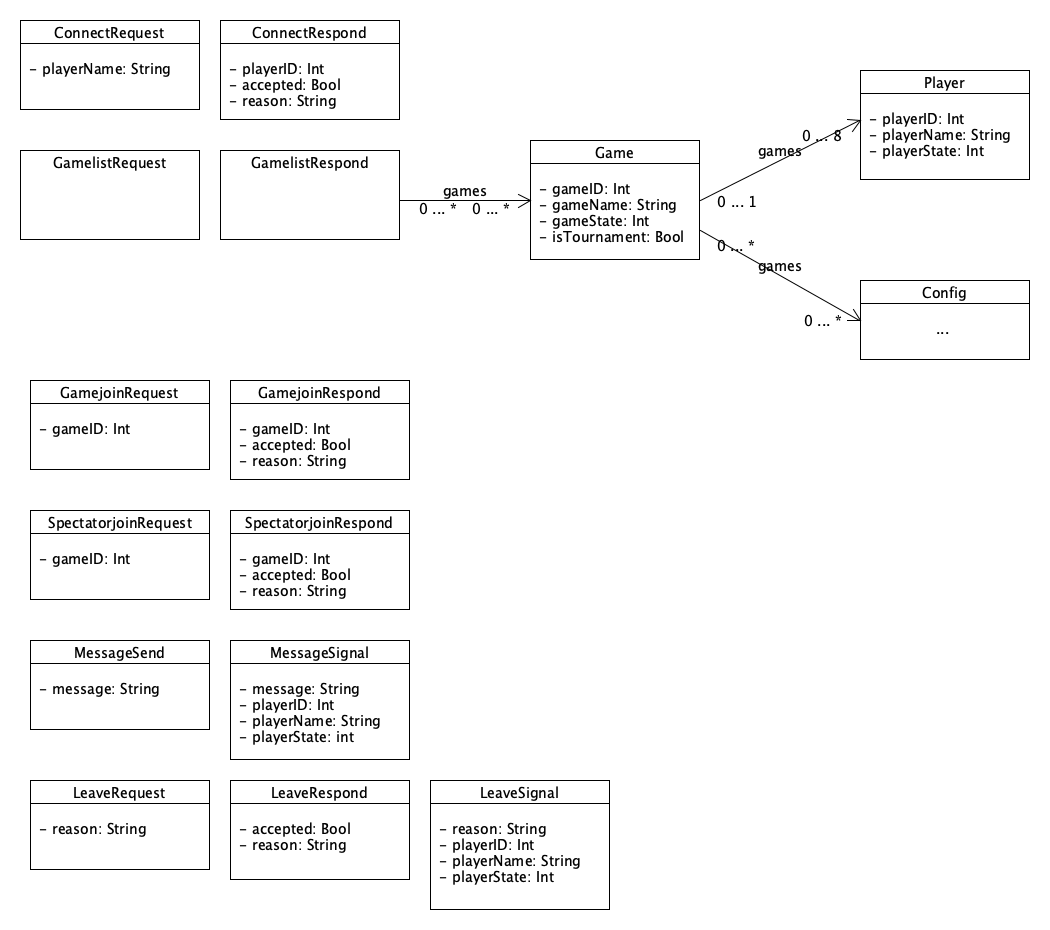 ConnectRequest
- playerName: String
ConnectRespond
- playerID: Int
- accepted: Bool
- reason: String
Player
- playerID: Int
- playerName: String
- playerState: Int
GamelistRequest
GamelistRespond
games
0 ... *
0 ... *
Game
- gameID: Int
- gameName: String
- gameState: Int
- isTournament: Bool
0 ... 8
games
0 ... 1
0 ... *
games
0 ... *
Config
...
GamejoinRequest
- gameID: Int
GamejoinRespond
- gameID: Int
- accepted: Bool
- reason: String
SpectatorjoinRequest
- gameID: Int
SpectatorjoinRespond
- gameID: Int
- accepted: Bool
- reason: String
MessageSend
- message: String
MessageSignal
- message: String
- playerID: Int
- playerName: String
- playerState: int
LeaveRequest
- reason: String
LeaveRespond
- accepted: Bool
- reason: String
LeaveSignal
- reason: String
- playerID: Int
- playerName: String
- playerState: Int